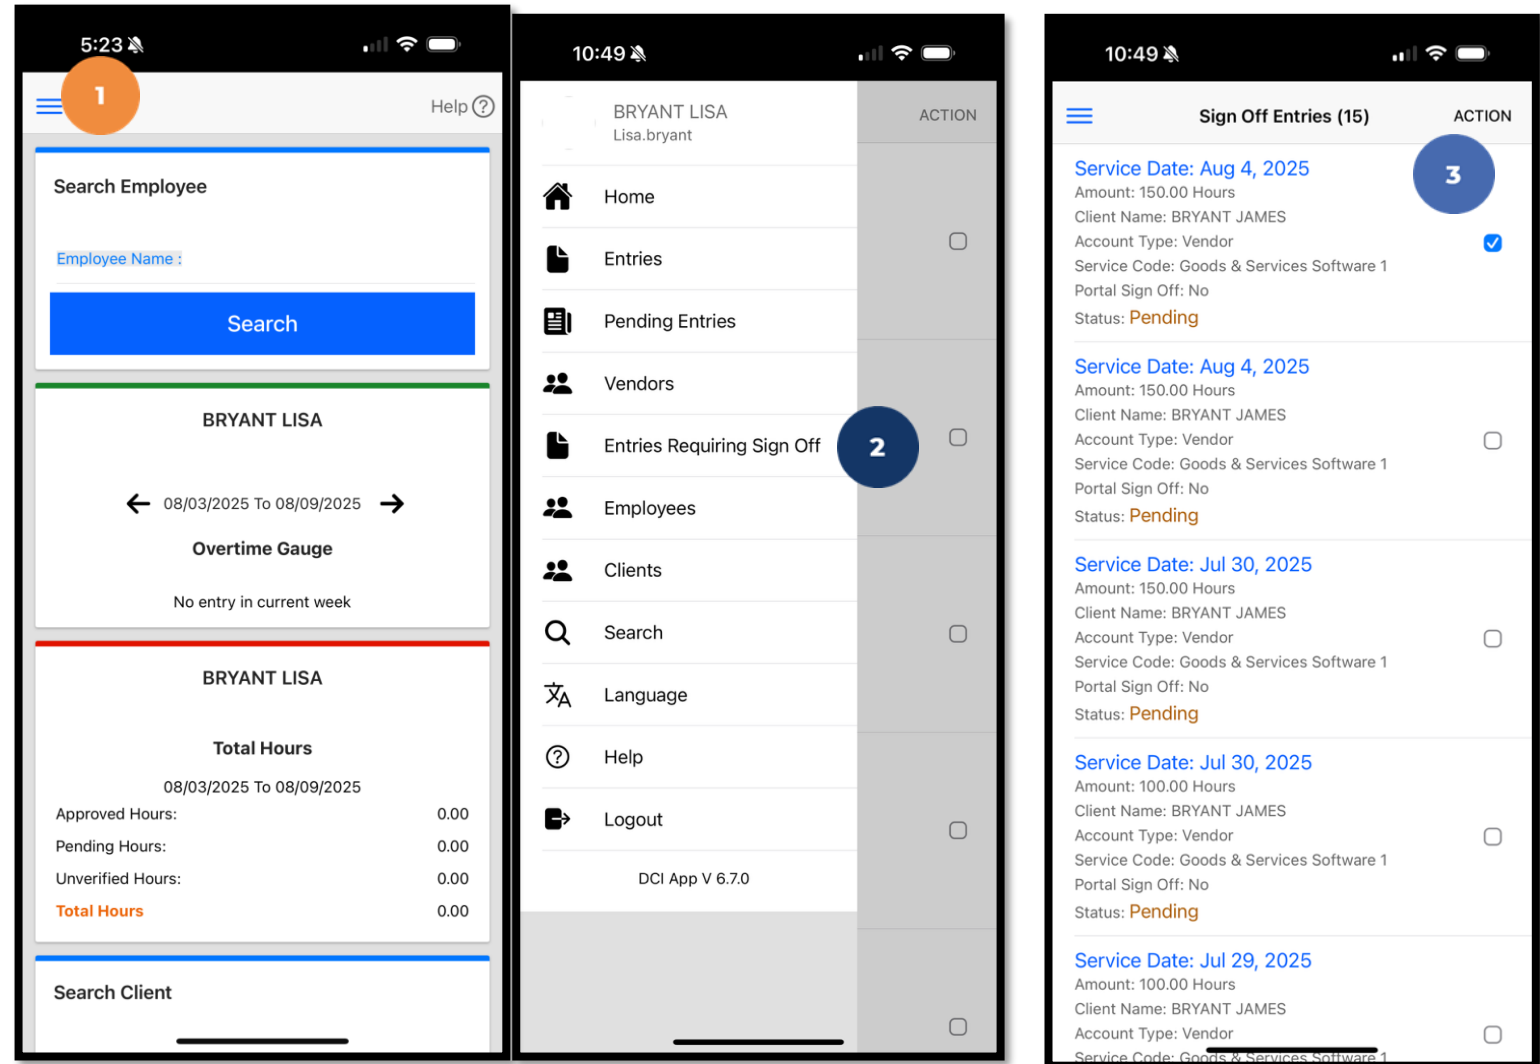 5:23
1
Help
Search Employee
Employee Name :
Search
BRYANT LISA
08/03/2025 To 08/09/2025
Overtime Gauge
No entry in current week
BRYANT LISA
Total Hours
08/03/2025 To 08/09/2025
Approved Hours: 0.00
Pending Hours: 0.00
Unverified Hours: 0.00
Total Hours 0.00
Search Client
10:49
BRYANT LISA
Lisa.bryant
ACTION
Home
Entries
Pending Entries
Vendors
Entries Requiring Sign Off
2
Employees
Clients
Search
Language
Help
Logout
DCI App V 6.7.0
10:49
Sign Off Entries (15) ACTION
3
Service Date: Aug 4, 2025
Amount: 150.00 Hours
Client Name: BRYANT JAMES
Account Type: Vendor
Service Code: Goods & Services Software 1
Portal Sign Off: No
Status: Pending
Service Date: Aug 4, 2025
Amount: 150.00 Hours
Client Name: BRYANT JAMES
Account Type: Vendor
Service Code: Goods & Services Software 1
Portal Sign Off: No
Status: Pending
Service Date: Jul 30, 2025
Amount: 150.00 Hours
Client Name: BRYANT JAMES
Account Type: Vendor
Service Code: Goods & Services Software 1
Portal Sign Off: No
Status: Pending
Service Date: Jul 30, 2025
Amount: 100.00 Hours
Client Name: BRYANT JAMES
Account Type: Vendor
Service Code: Goods & Services Software 1
Portal Sign Off: No
Status: Pending
Service Date: Jul 29, 2025
Amount: 100.00 Hours
Client Name: BRYANT JAMES
Account Type: Vendor
Service Code: Goods & Services Software 1